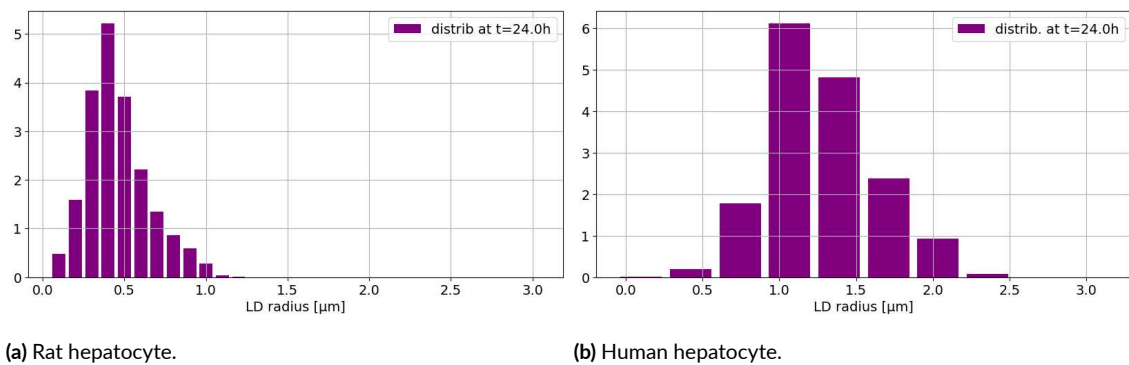 5
4
3
2
1
0
distrib at t=24.0h
0.0 0.5 1.0 1.5 2.0 2.5 3.0
LD radius [µm]
(a) Rat hepatocyte.
6
5
4
3
2
1
0
distrib. at t=24.0h
0.0 0.5 1.0 1.5 2.0 2.5 3.0
LD radius [µm]
(b) Human hepatocyte.